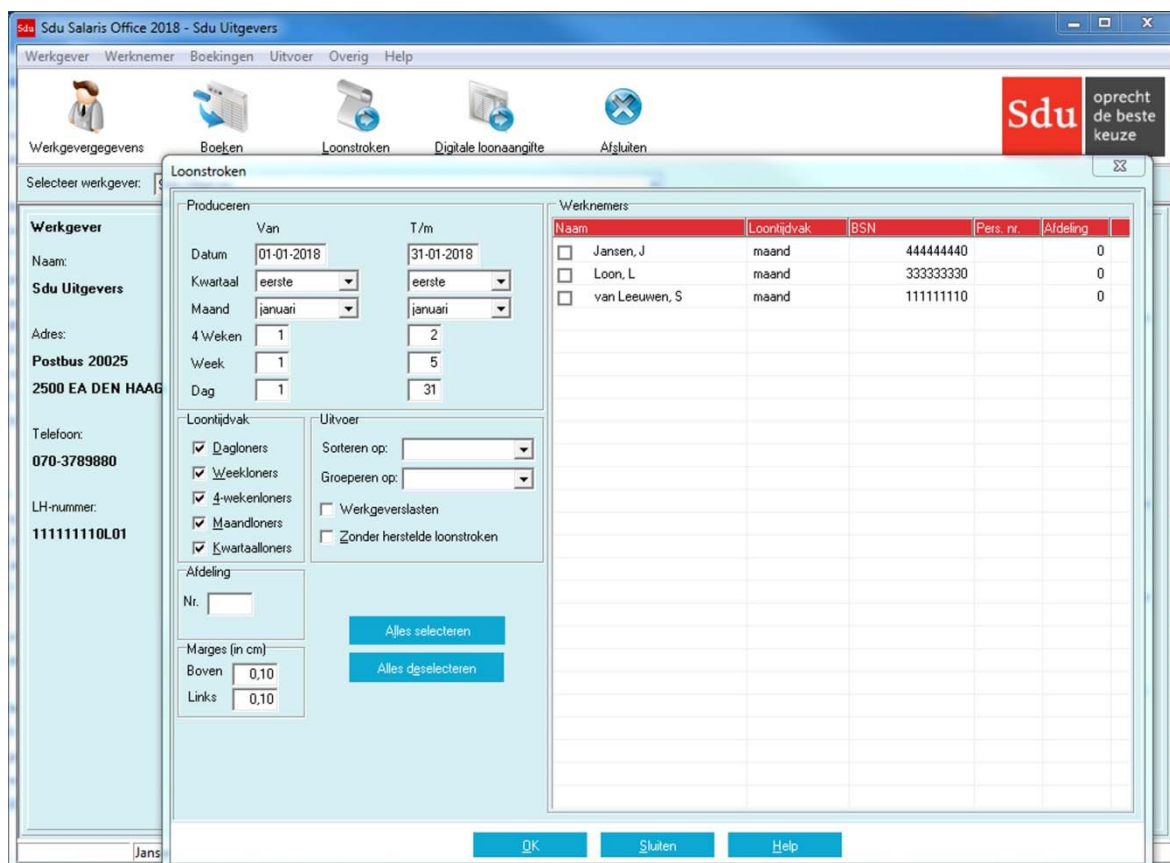 Sdu Salaris Office 2018 - Sdu Uitgevers
Werkgever Werknemer Boekingen Uitvoer Overig Help
Werkgevergegevens Boeken Loonstroken Digitale loonaangifte Afsluiten
Sdu
oprecht
de beste
keuze
Selecteer werkgever:
Werkgever
Naam:
Sdu Uitgevers
Adres:
Postbus 20025
2500 EA DEN HAAG
Telefoon:
070-3789880
LH-nummer:
111111110L01
Jans
Loonstroken
Produceren
Van T/m
Datum 01-01-2018 31-01-2018
Kwartaal eerste eerste
Maand januari januari
4 Weken 1 2
Week 1 5
Dag 1 31
Loontijdvak
Dagloners
Weekloners
4-wekenloners
Maandloners
Kwartaalloners
Uitvoer
Sorteren op:
Groeperen op:
Werkgeverslasten
Zonder herstelde loonstroken
Afdeling
Nr.
Marges (in cm)
Boven 0,10
Links 0,10
Alles selecteren
Alles deselecteren
Werknemers
Naam Loontijdvak BSN Pers. nr. Afdeling
Jansen, J maand 444444440 0
Loon, L maand 333333330 0
van Leeuwen, S maand 111111110 0
OK Sluiten Help